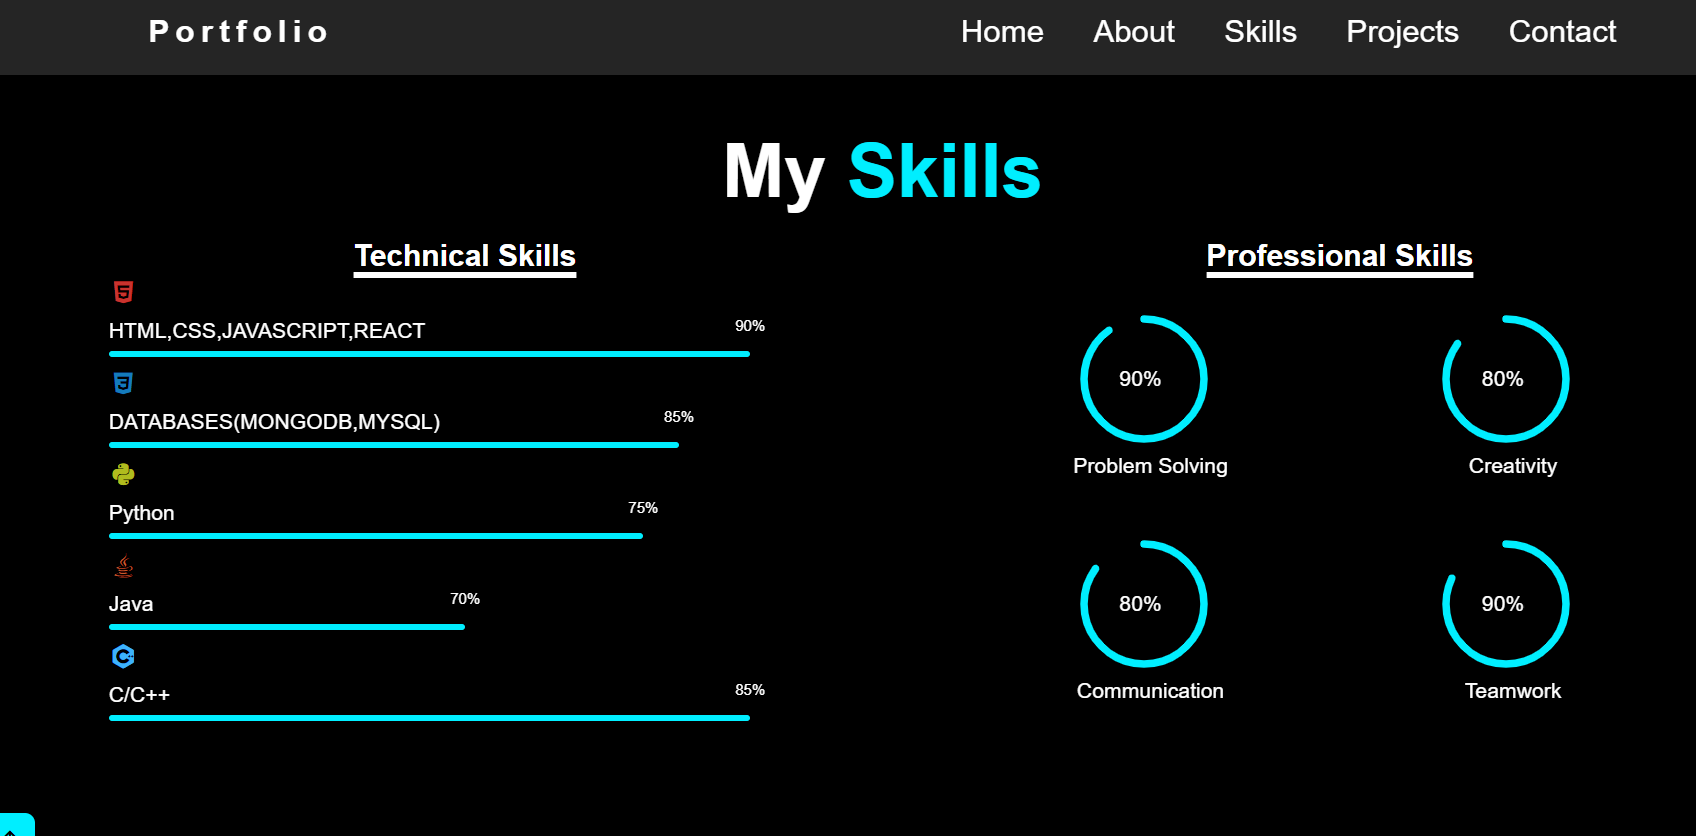 Portfolio
Home About Skills Projects Contact
My Skills
Technical Skills
HTML,CSS,JAVASCRIPT,REACT 90%
DATABASES(MONGODB,MYSQL) 85%
Python 75%
Java 70%
C/C++ 85%
Professional Skills
90% 80%
Problem Solving Creativity
80% 90%
Communication Teamwork